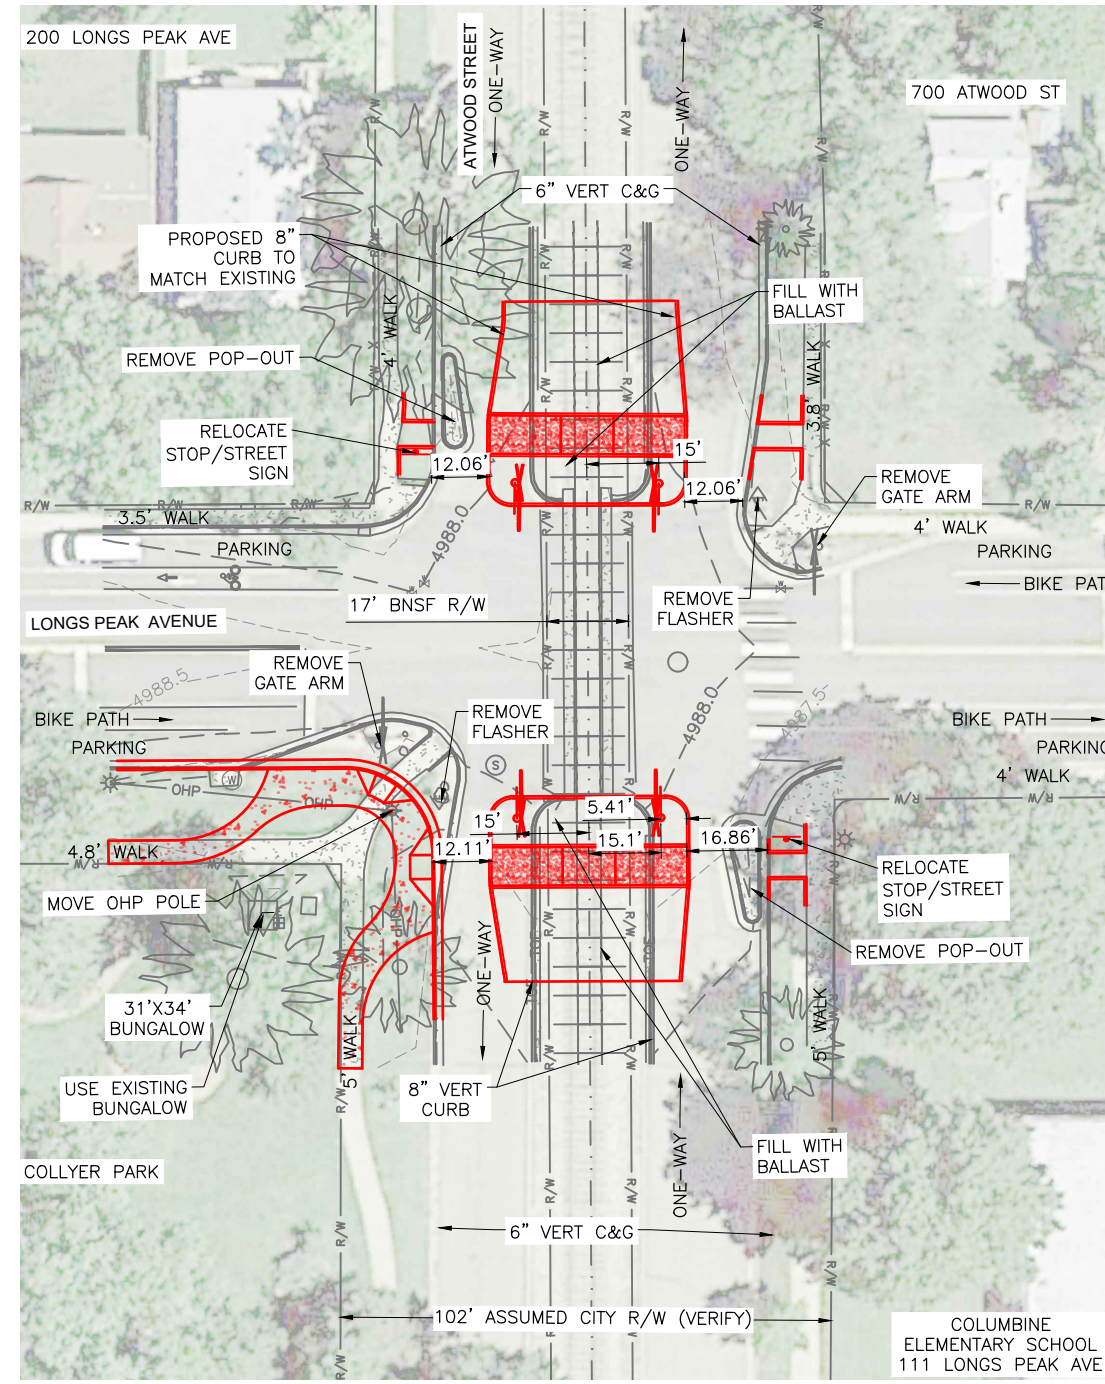 200 LONGS PEAK AVE
ATWOOD STREET
ONE-WAY
ONE-WAY
700 ATWOOD ST
R/W
R/W
R/W
R/W
6" VERT C&G
PROPOSED 8"
CURB TO
MATCH EXISTING
FILL WITH
BALLAST
4' WALK
3.8' WALK
REMOVE POP-OUT
RELOCATE
STOP/STREET
SIGN
12.06'
15'
12.06'
REMOVE
GATE ARM
R/W
R/W
R/W
3.5' WALK
4' WALK
PARKING
PARKING
4988.0
BIKE PAT
17' BNSF R/W
REMOVE
FLASHER
LONGS PEAK AVENUE
R/W
R/W
REMOVE
GATE ARM
4988.5
4988.0
4987.5
BIKE PATH
REMOVE
FLASHER
BIKE PATH
PARKING
PARKING
4' WALK
S
W
OHP
OHP
R/W
R/W
5.41'
15'
15.1'
12.11'
16.86'
4.8' WALK
R/W
RELOCATE
STOP/STREET
SIGN
MOVE OHP POLE
OHP
REMOVE POP-OUT
ONE-WAY
31'X34'
BUNGALOW
5' WALK
5' WALK
USE EXISTING
BUNGALOW
8" VERT
CURB
R/W
R/W
ONE-WAY
FILL WITH
BALLAST
COLLYER PARK
R/W
R/W
R/W
6" VERT C&G
R/W
R/W
102' ASSUMED CITY R/W (VERIFY)
COLUMBINE
ELEMENTARY SCHOOL
111 LONGS PEAK AVE